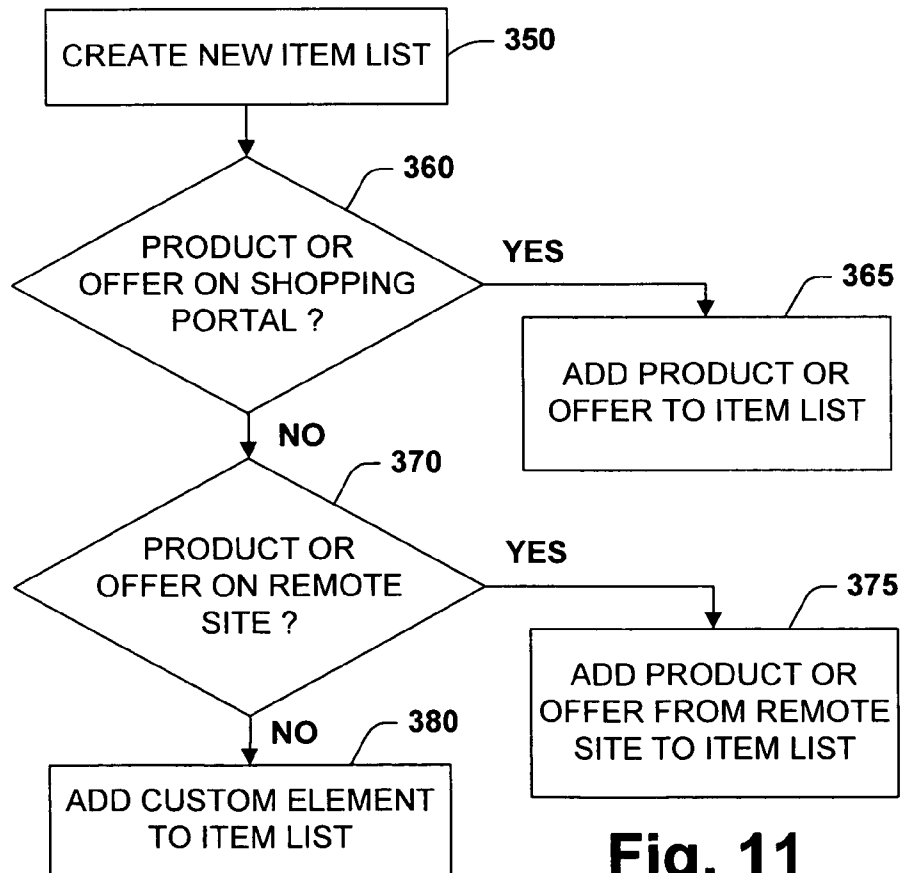 CREATE NEW ITEM LIST
350
360
PRODUCT OR
OFFER ON SHOPPING
PORTAL ?
YES
365
ADD PRODUCT OR
OFFER TO ITEM LIST
NO
370
PRODUCT OR
OFFER ON REMOTE
SITE ?
YES
375
ADD PRODUCT OR
OFFER FROM REMOTE
SITE TO ITEM LIST
NO
380
ADD CUSTOM ELEMENT
TO ITEM LIST
Fig. 11